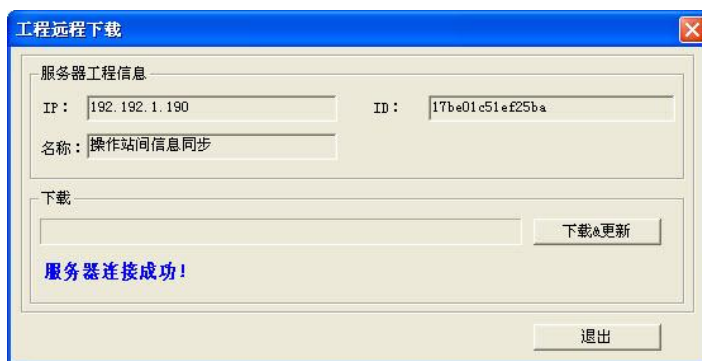 工程远程下载
服务器工程信息
IP: 192.192.1.190 ID: 17be01c51ef25ba
名称: 操作站间信息同步
下载
下载&更新
服务器连接成功!
退出